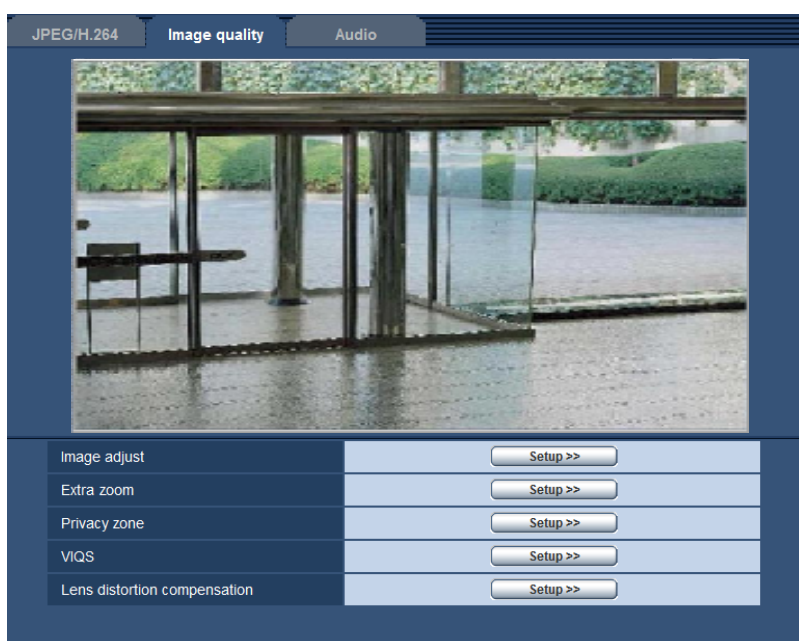 JPEG/H.264 Image quality Audio
Image adjust Setup >>
Extra zoom Setup >>
Privacy zone Setup >>
VIQS Setup >>
Lens distortion compensation Setup >>